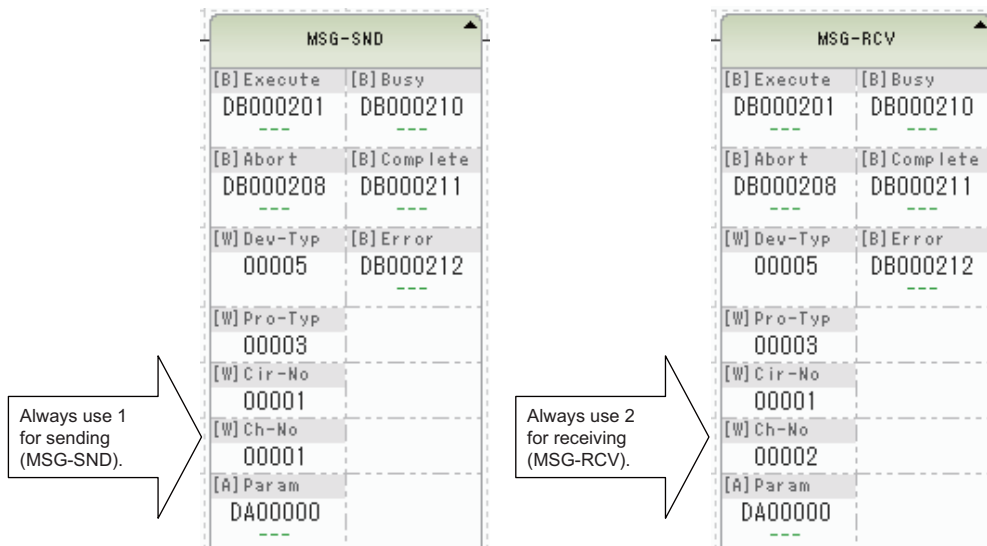 MSG-SND
[B]Execute [B]Busy
DB000201 DB000210
--- ---
[B]Abort [B]Complete
DB000208 DB000211
--- ---
[W]Dev-Typ [B]Error
00005 DB000212
---
[W]Pro-Typ
00003
[W]Cir-No
00001
[W]Ch-No
00001
[A]Param
DA00000
---
Always use 1
for sending
(MSG-SND).
MSG-RCV
[B]Execute [B]Busy
DB000201 DB000210
--- ---
[B]Abort [B]Complete
DB000208 DB000211
--- ---
[W]Dev-Typ [B]Error
00005 DB000212
---
[W]Pro-Typ
00003
[W]Cir-No
00001
[W]Ch-No
00002
[A]Param
DA00000
---
Always use 2
for receiving
(MSG-RCV).